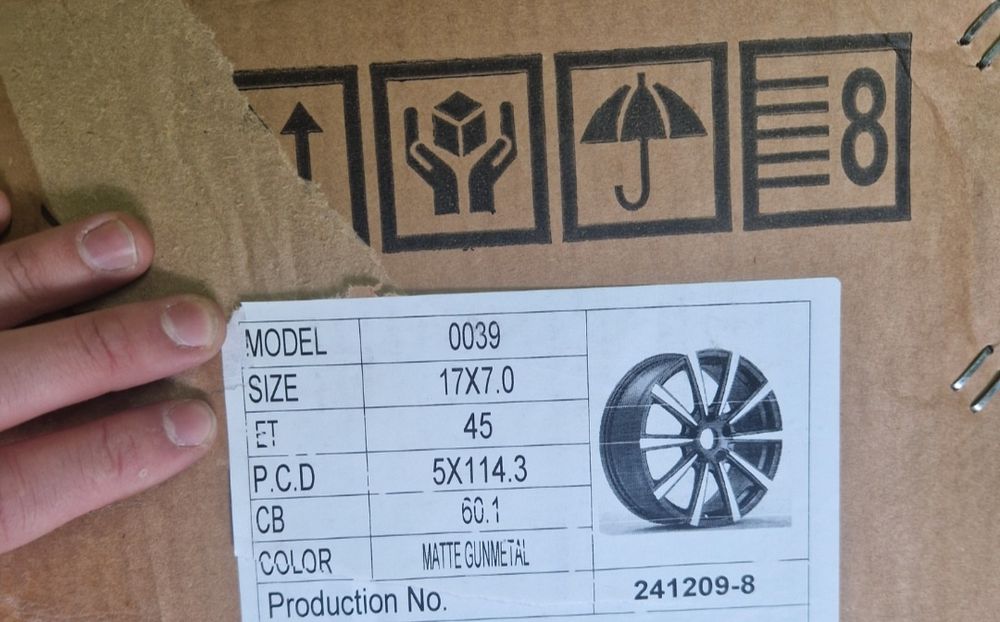 8
MODEL 0039
SIZE 17X7.0
ET 45
P.C.D 5X114.3
CB 60.1
COLOR MATTE GUNMETAL
Production No. 241209-8